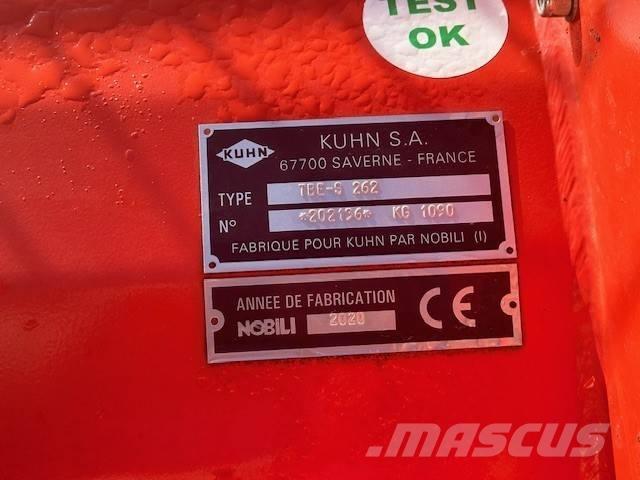 TEST
OK
KUHN
KUHN S.A.
67700 SAVERNE - FRANCE
TYPE TBE-S 262
N° *202196* KG 1090
FABRIQUE POUR KUHN PAR NOBILI (I)
ANNEE DE FABRICATION
NOBILI 2020 CE
MASCUS